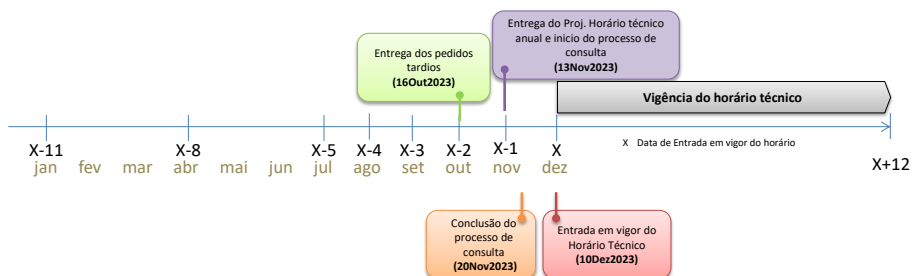 Entrega dos pedidos
tardios
(16Out2023)
Entrega do Proj. Horário técnico
anual e inicio do processo de
consulta
(13Nov2023)
Vigência do horário técnico
X-11
X-8
X-5
X-4
X-3
X-2
X-1
X
X Data de Entrada em vigor do horário
X+12
jan fev mar abr mai jun jul ago set out nov dez
Conclusão do
processo de
consulta
(20Nov2023)
Entrada em vigor do
Horário Técnico
(10Dez2023)